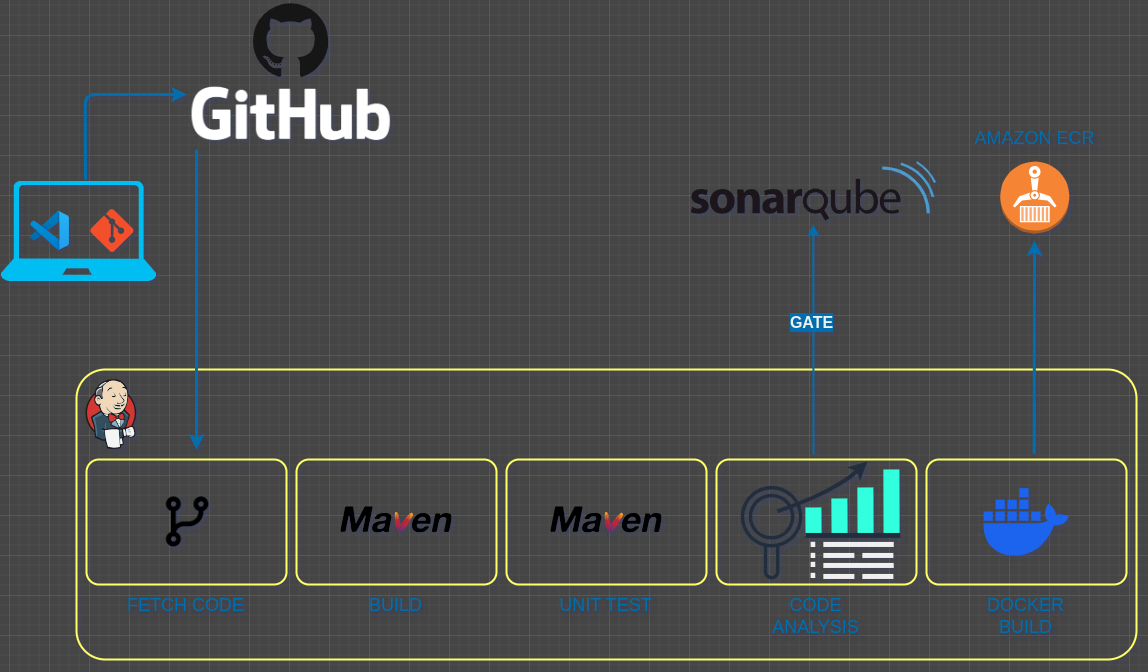 GitHub
AMAZON ECR
sonarqube
GATE
Maven
Maven
FETCH CODE
BUILD
UNIT TEST
CODE
ANALYSIS
DOCKER
BUILD